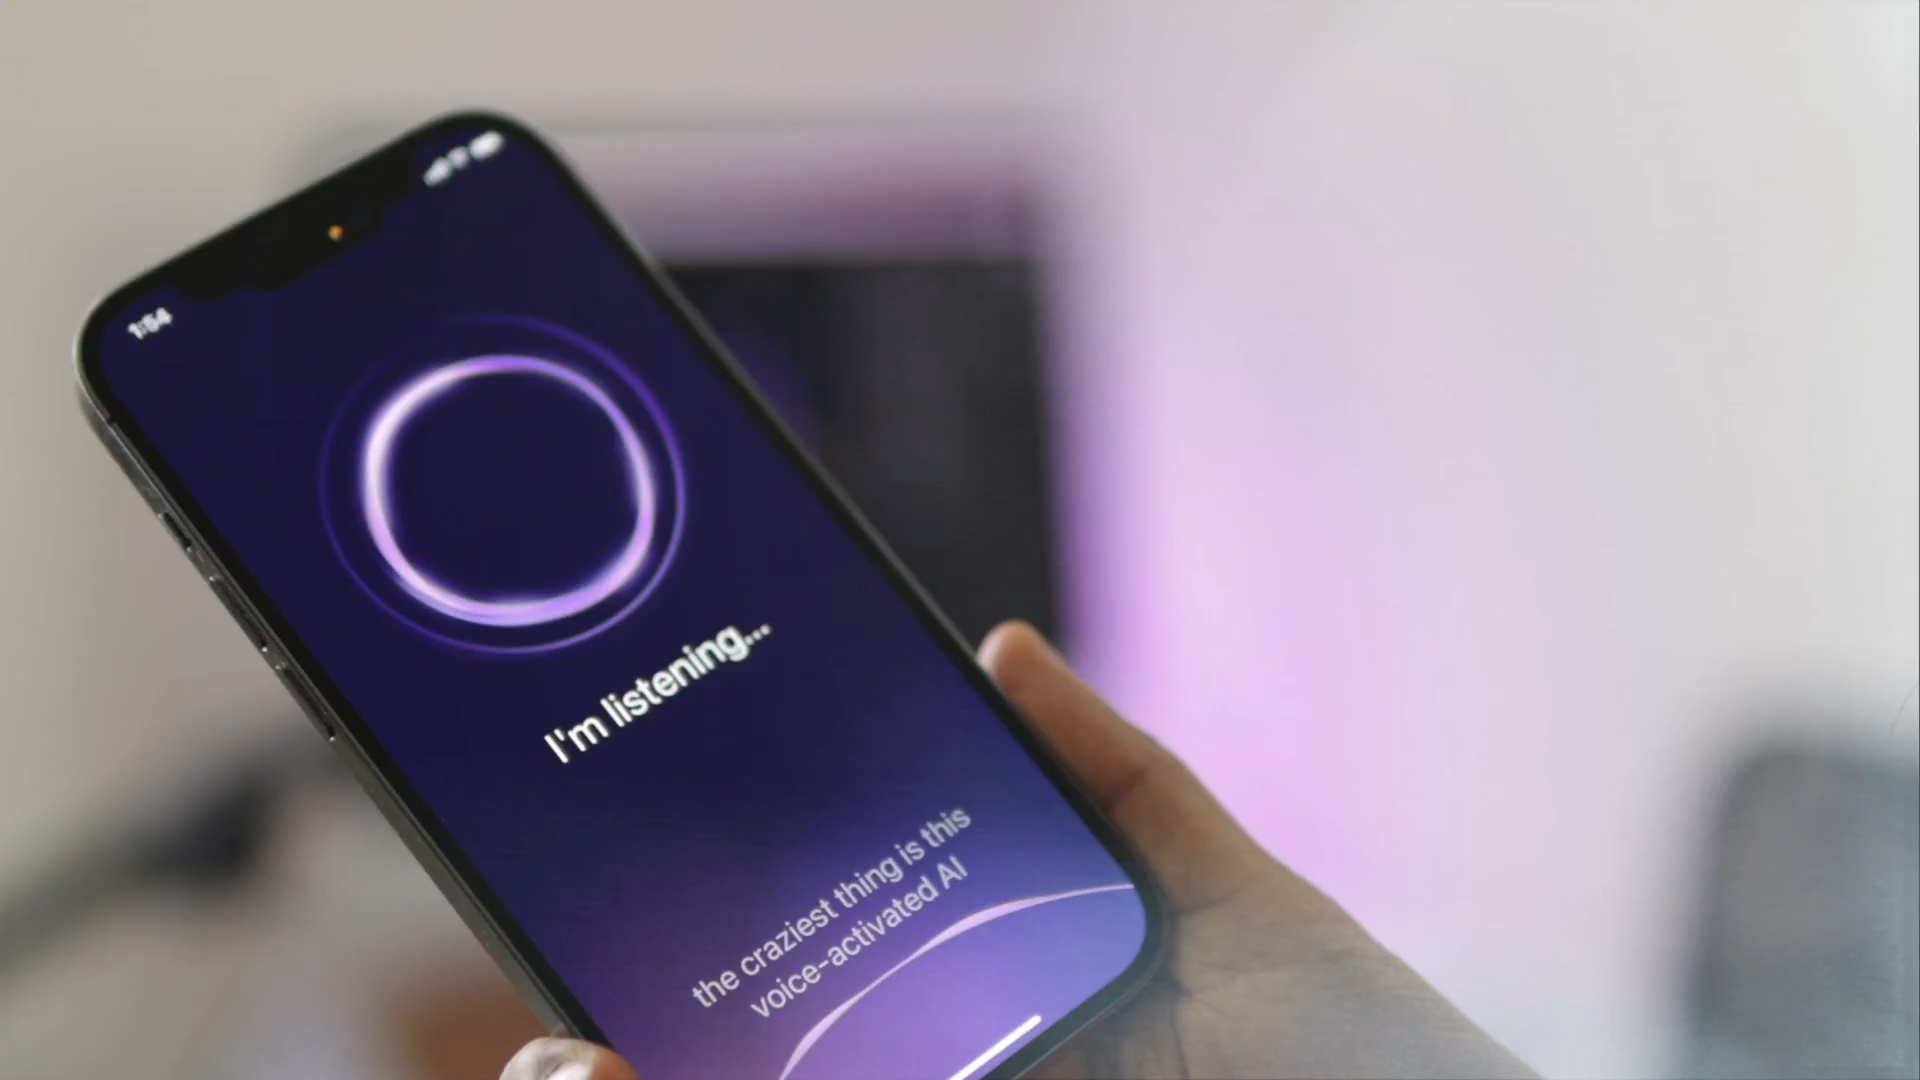 1:54
I'm listening...
the craziest thing is this
voice-activated AI